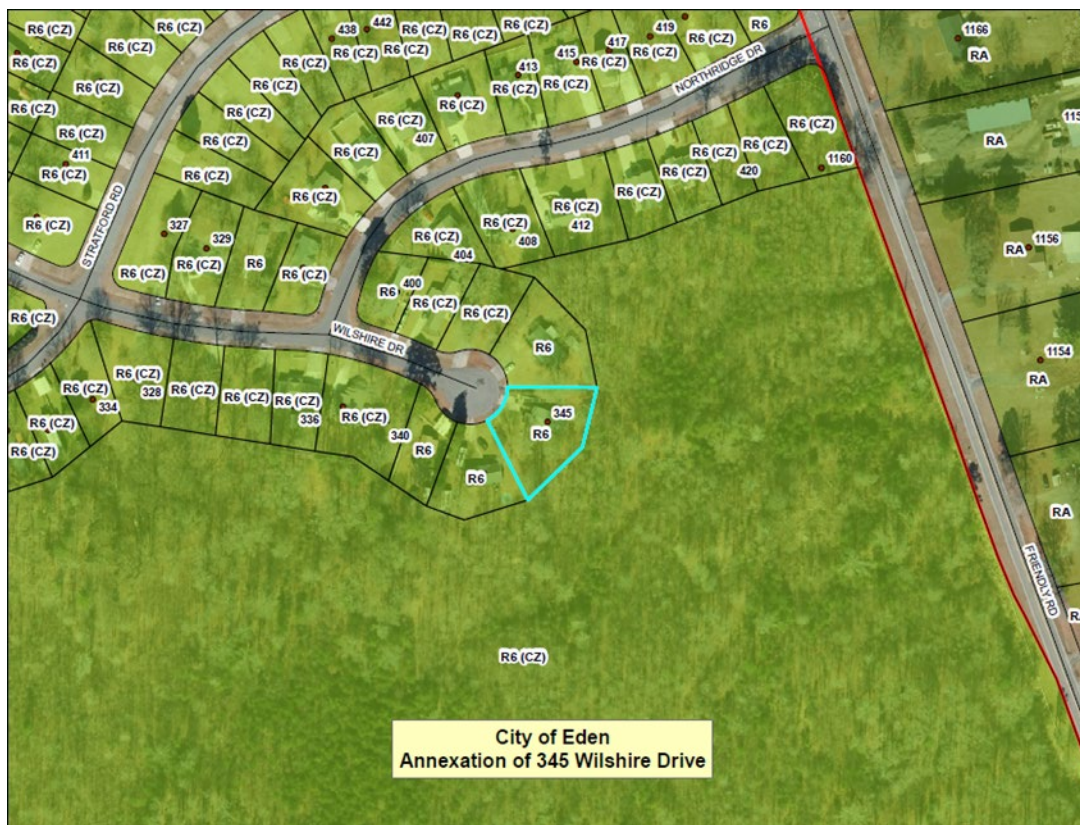 R6 (CZ)
R6 (CZ)
R6 (CZ)
438
442
R6 (CZ)
R6 (CZ)
R6 (CZ)
R6 (CZ)
419
R6 (CZ)
R6
1166
RA
R6 (CZ)
R6 (CZ)
R6 (CZ)
R6 (CZ)
415
417
R6 (CZ)
R6 (CZ)
413
R6 (CZ)
NORTHRIDGE DR
R6 (CZ)
R6 (CZ)
R6 (CZ)
R6 (CZ)
407
RA
R6 (CZ)
411
R6 (CZ)
R6 (CZ)
R6 (CZ)
R6 (CZ)
R6 (CZ)
R6 (CZ)
420
1160
R6 (CZ)
R6 (CZ)
R6 (CZ)
R6 (CZ)
412
STRATFORD RD
327
329
R6 (CZ)
R6 (CZ)
R6
R6 (CZ)
R6 (CZ)
404
R6 (CZ)
408
1156
RA
R6
400
R6 (CZ)
R6 (CZ)
R6 (CZ)
WILSHIRE DR
R6
1154
RA
R6 (CZ)
328
R6 (CZ)
334
R6 (CZ)
R6 (CZ)
R6 (CZ)
336
R6 (CZ)
340
R6
345
R6
R6 (CZ)
R6 (CZ)
R6
RA
FRIENDLY RD
R6 (CZ)
City of Eden
Annexation of 345 Wilshire Drive